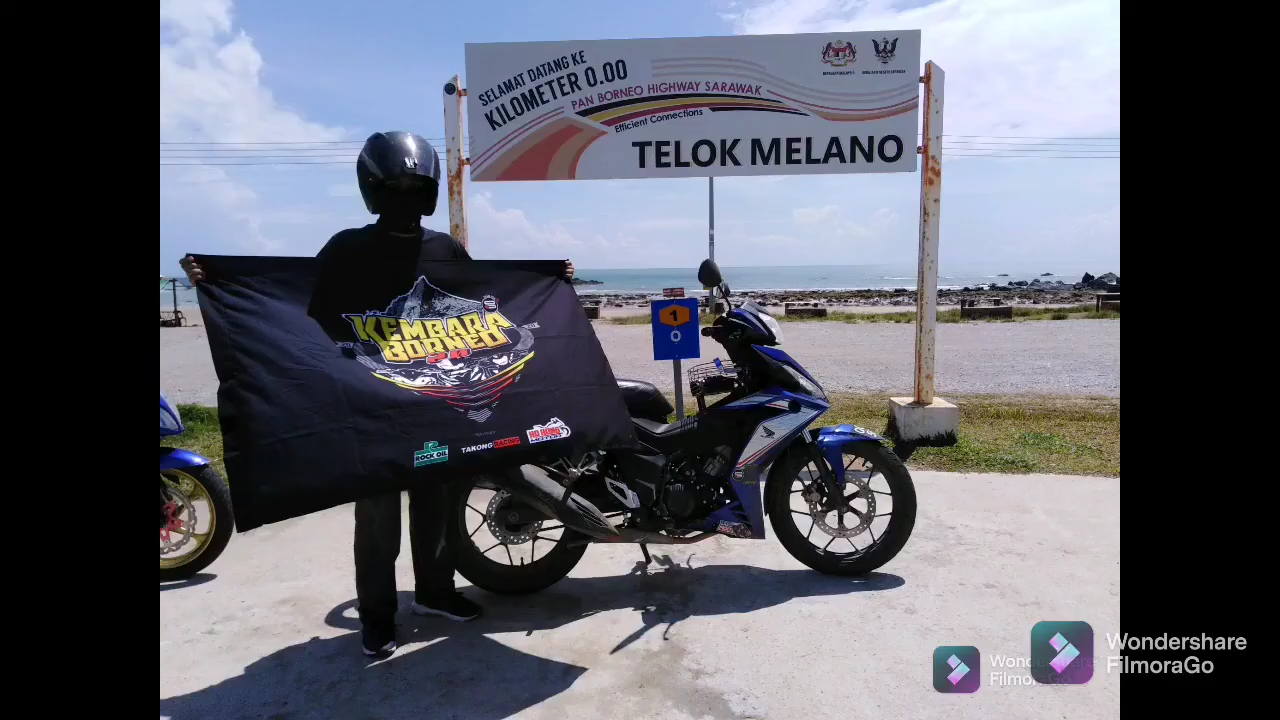 SELAMAT DATANG KE
KILOMETER 0.00
PAN BORNEO HIGHWAY SARAWAK
Efficient Connections
TELOK MELANO
1
0
KEMBARA
BORNEO
ROCK OIL
TAKONG RACING
Wondershare
FilmoraGo